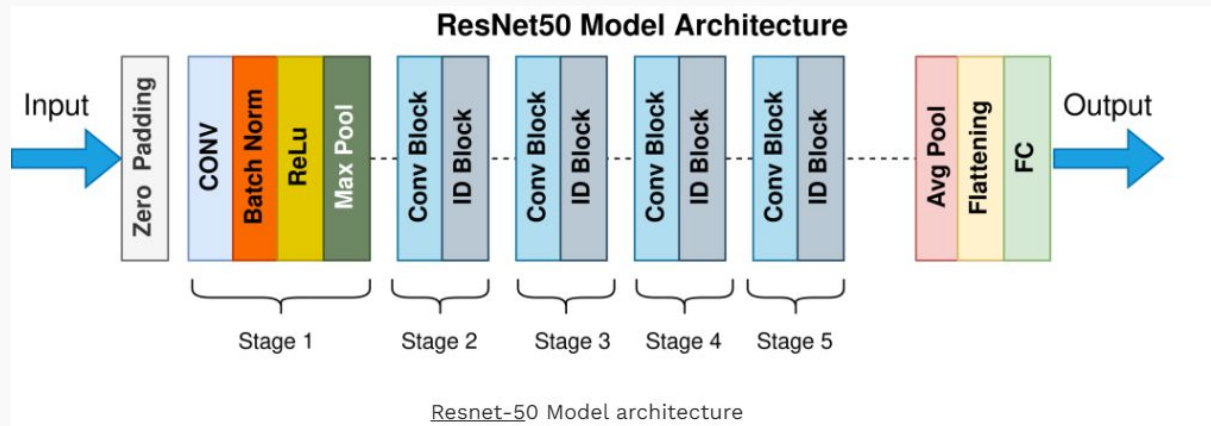 ResNet50 Model Architecture
Input
Zero Padding
CONV
Batch Norm
ReLu
Max Pool
Conv Block
ID Block
Conv Block
ID Block
Conv Block
ID Block
Conv Block
ID Block
Avg Pool
Flattening
FC
Output
Stage 1
Stage 2
Stage 3
Stage 4
Stage 5
Resnet-50 Model architecture